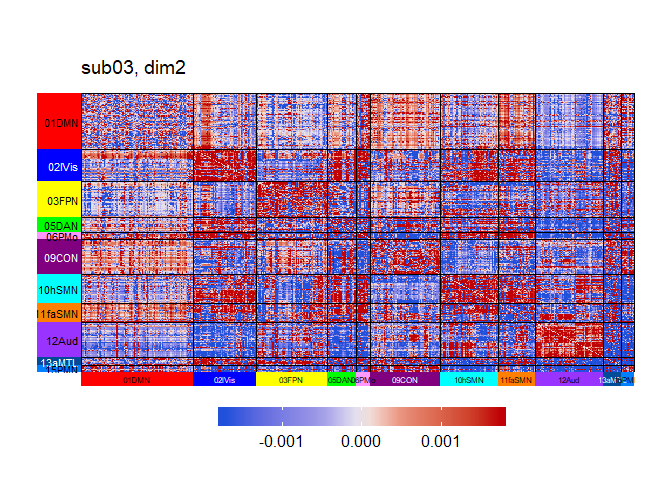 sub03, dim2
01DMN
02lVis
03FPN
05DAN
06PMo
09CON
10hSMN
11faSMN
12Aud
13aMTL
01DMN
02lVis
03FPN
05DAN
09CON
10hSMN
11faSMN
12Aud
-0.001
0.000
0.001